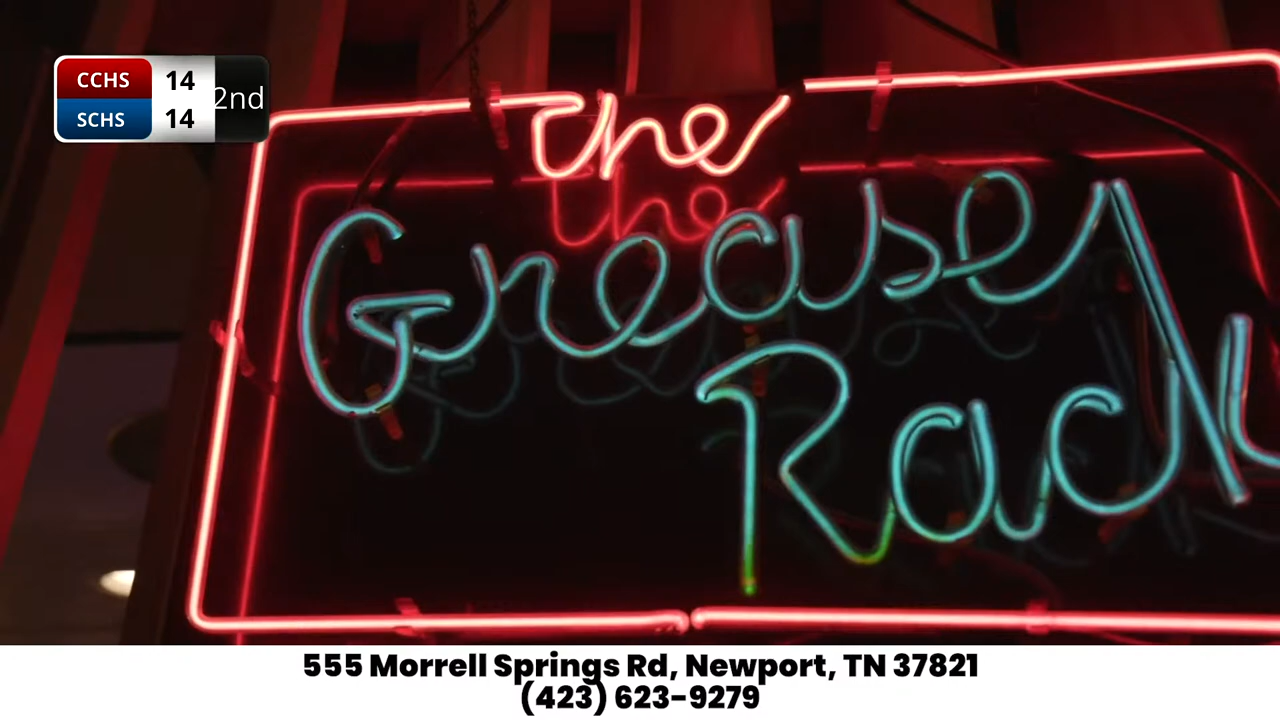 CCHS 14
SCHS 14
2nd
the
Grease
Rack
555 Morrell Springs Rd, Newport, TN 37821
(423) 623-9279